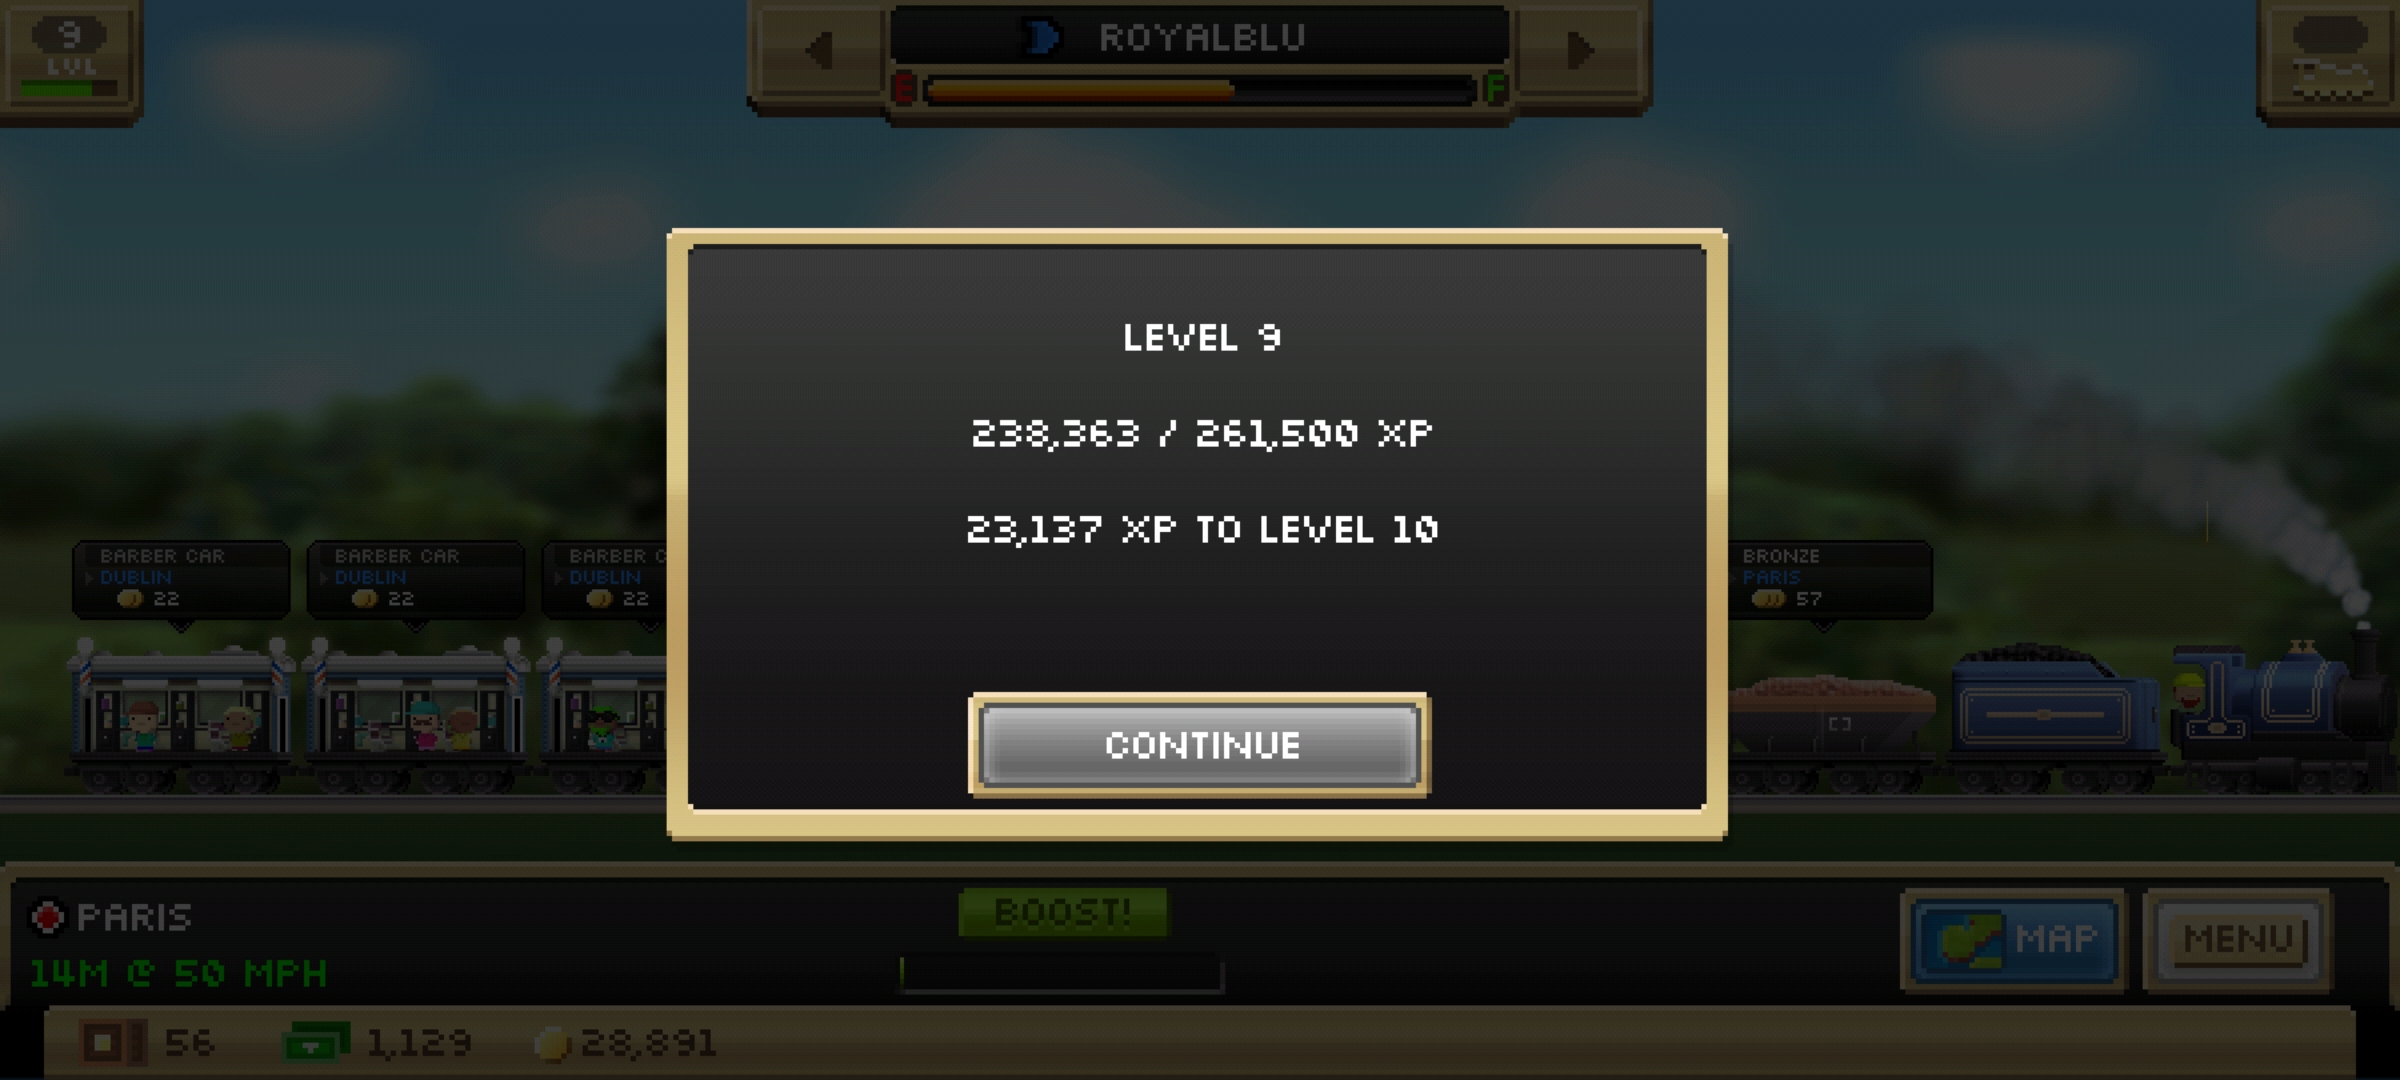 9
LVL
ROYALBLU
E F
LEVEL 9
238,363 / 261,500 XP
23,137 XP TO LEVEL 10
CONTINUE
BARBER CAR
DUBLIN
22
BARBER CAR
DUBLIN
22
BARBER C
DUBLIN
22
BRONZE
PARIS
57
PARIS
14M @ 50 MPH
BOOST!
MAP
MENU
56
1,129
28,891